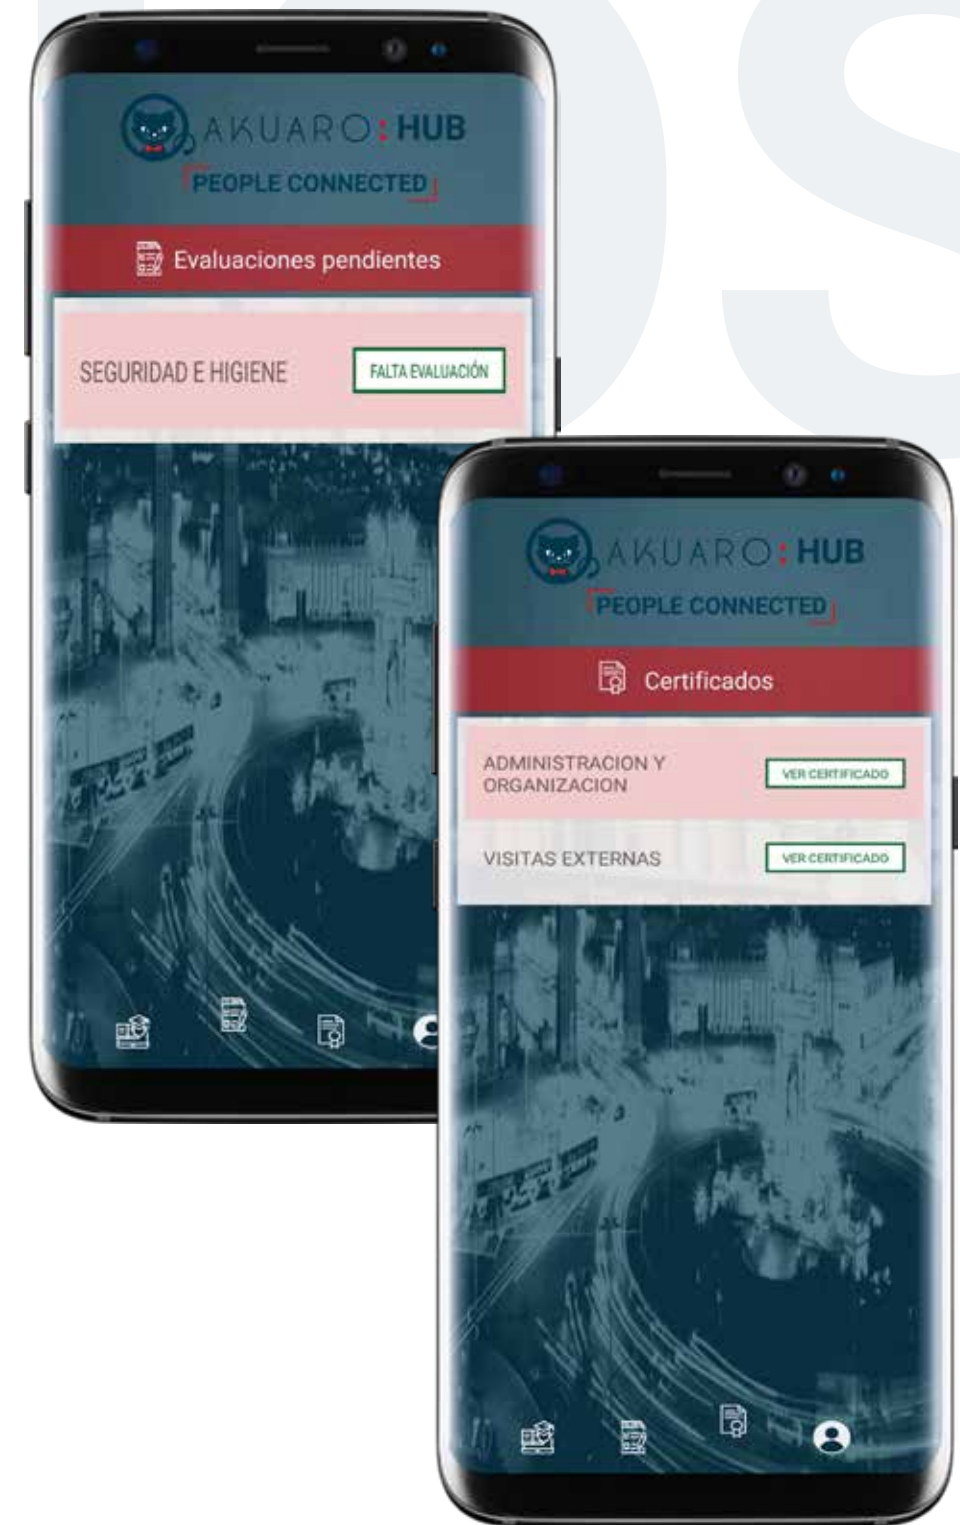 OS
AKUARO:HUB
PEOPLE CONNECTED
Evaluaciones pendientes
SEGURIDAD E HIGIENE
FALTA EVALUACIÓN
AKUARO:HUB
PEOPLE CONNECTED
Certificados
ADMINISTRACION Y
ORGANIZACION
VER CERTIFICADO
VISITAS EXTERNAS
VER CERTIFICADO